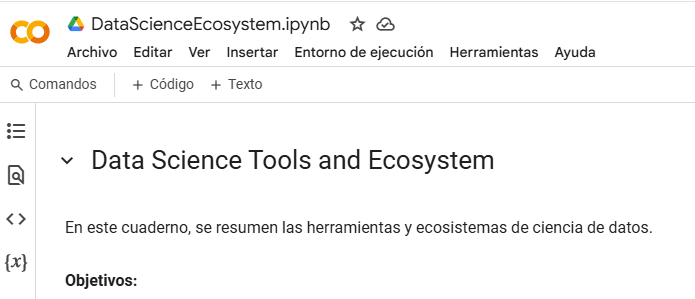 DataScienceEcosystem.ipynb
Archivo Editar Ver Insertar Entorno de ejecución Herramientas Ayuda
Comandos + Código + Texto
Data Science Tools and Ecosystem
En este cuaderno, se resumen las herramientas y ecosistemas de ciencia de datos.
{x}
Objetivos: